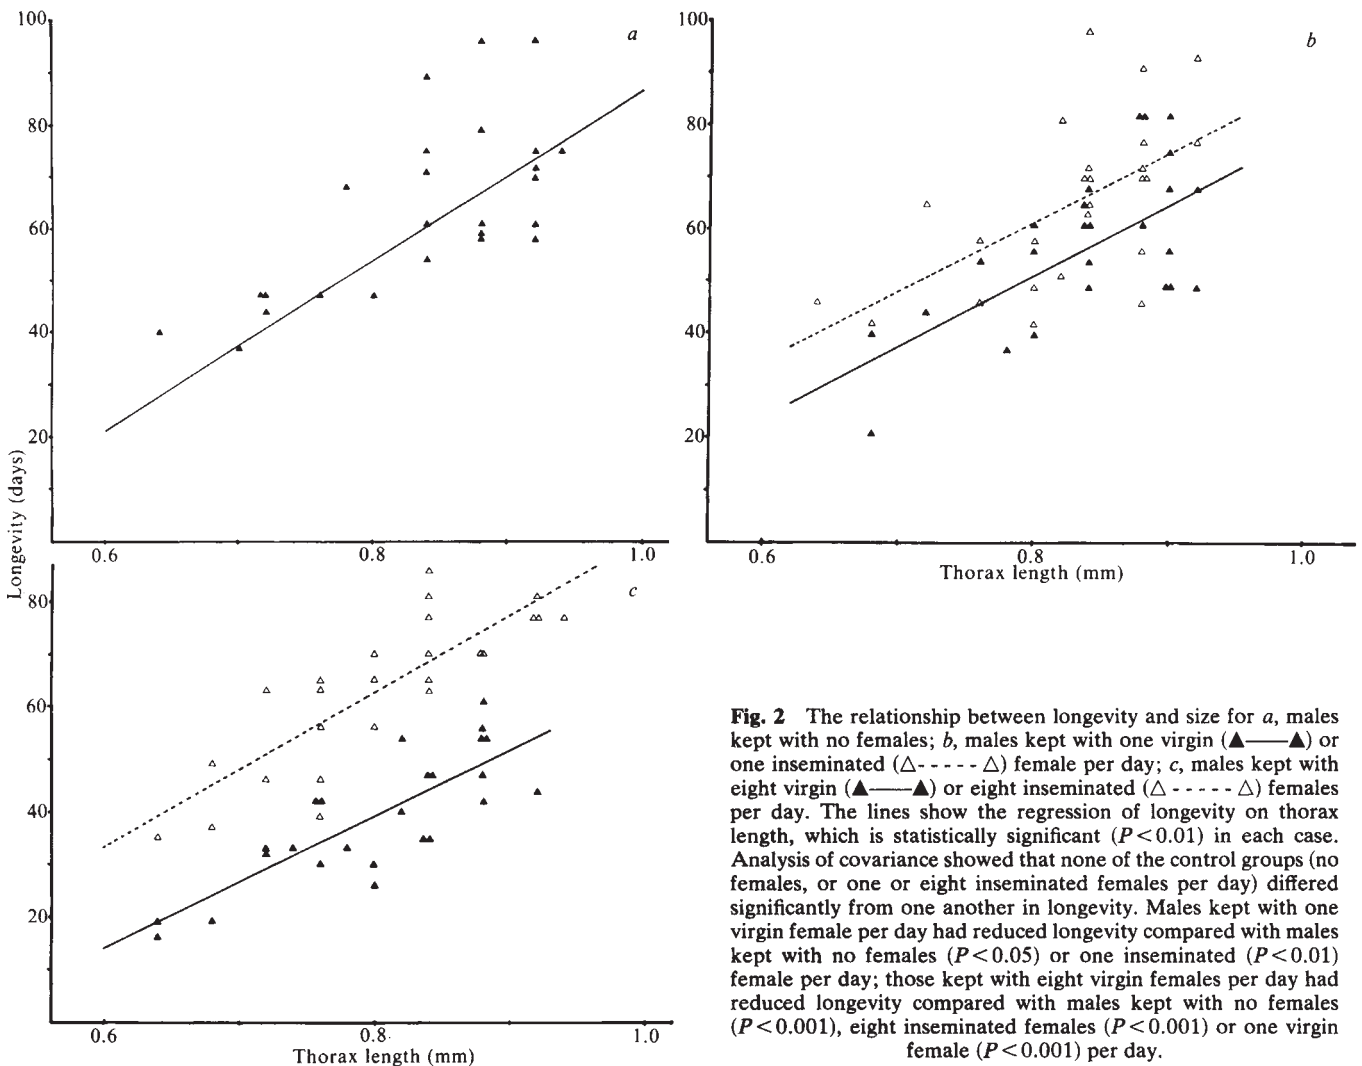 100
80
60
40
20
a
0.6
0.8
1.0
100
80
60
40
20
b
0.6
0.8
1.0
Thorax length (mm)
Longevity (days)
80
60
40
20
c
0.6
0.8
1.0
Thorax length (mm)
Fig. 2 The relationship between longevity and size for a, males
kept with no females; b, males kept with one virgin (▲——▲) or
one inseminated (△-----△) female per day; c, males kept with
eight virgin (▲——▲) or eight inseminated (△-----△) females
per day. The lines show the regression of longevity on thorax
length, which is statistically significant (P<0.01) in each case.
Analysis of covariance showed that none of the control groups (no
females, or one or eight inseminated females per day) differed
significantly from one another in longevity. Males kept with one
virgin female per day had reduced longevity compared with males
kept with no females (P<0.05) or one inseminated (P<0.01)
female per day; those kept with eight virgin females per day had
reduced longevity compared with males kept with no females
(P<0.001), eight inseminated females (P<0.001) or one virgin
female (P<0.001) per day.